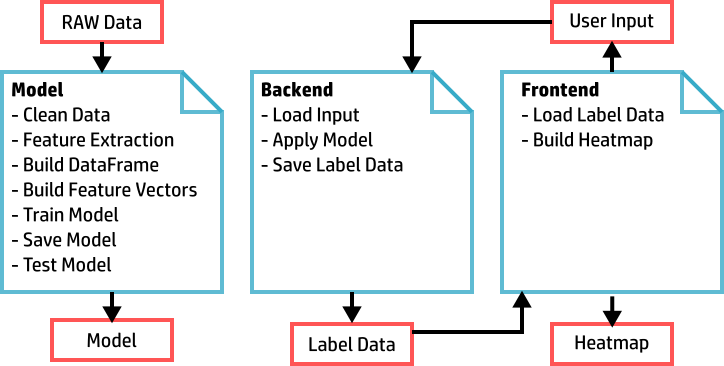 RAW Data
User Input
Model
- Clean Data
- Feature Extraction
- Build DataFrame
- Build Feature Vectors
- Train Model
- Save Model
- Test Model
Backend
- Load Input
- Apply Model
- Save Label Data
Frontend
- Load Label Data
- Build Heatmap
Model
Label Data
Heatmap